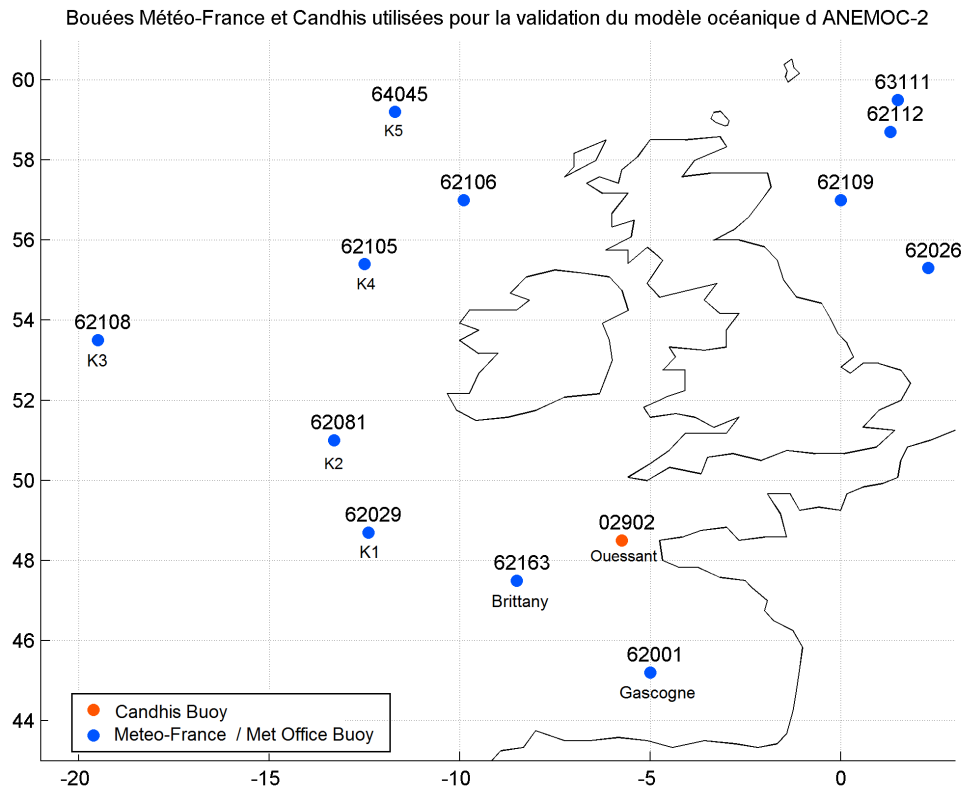 Bouées Météo-France et Candhis utilisées pour la validation du modèle océanique d ANEMOC-2
60
63111
64045
62112
K5
58
62106
62109
56
62105
62026
K4
54
62108
K3
52
62081
K2
50
62029
02902
K1
Ouessant
48
62163
Brittany
46
62001
Gascogne
Candhis Buoy
44
Meteo-France / Met Office Buoy
-20
-15
-10
-5
0